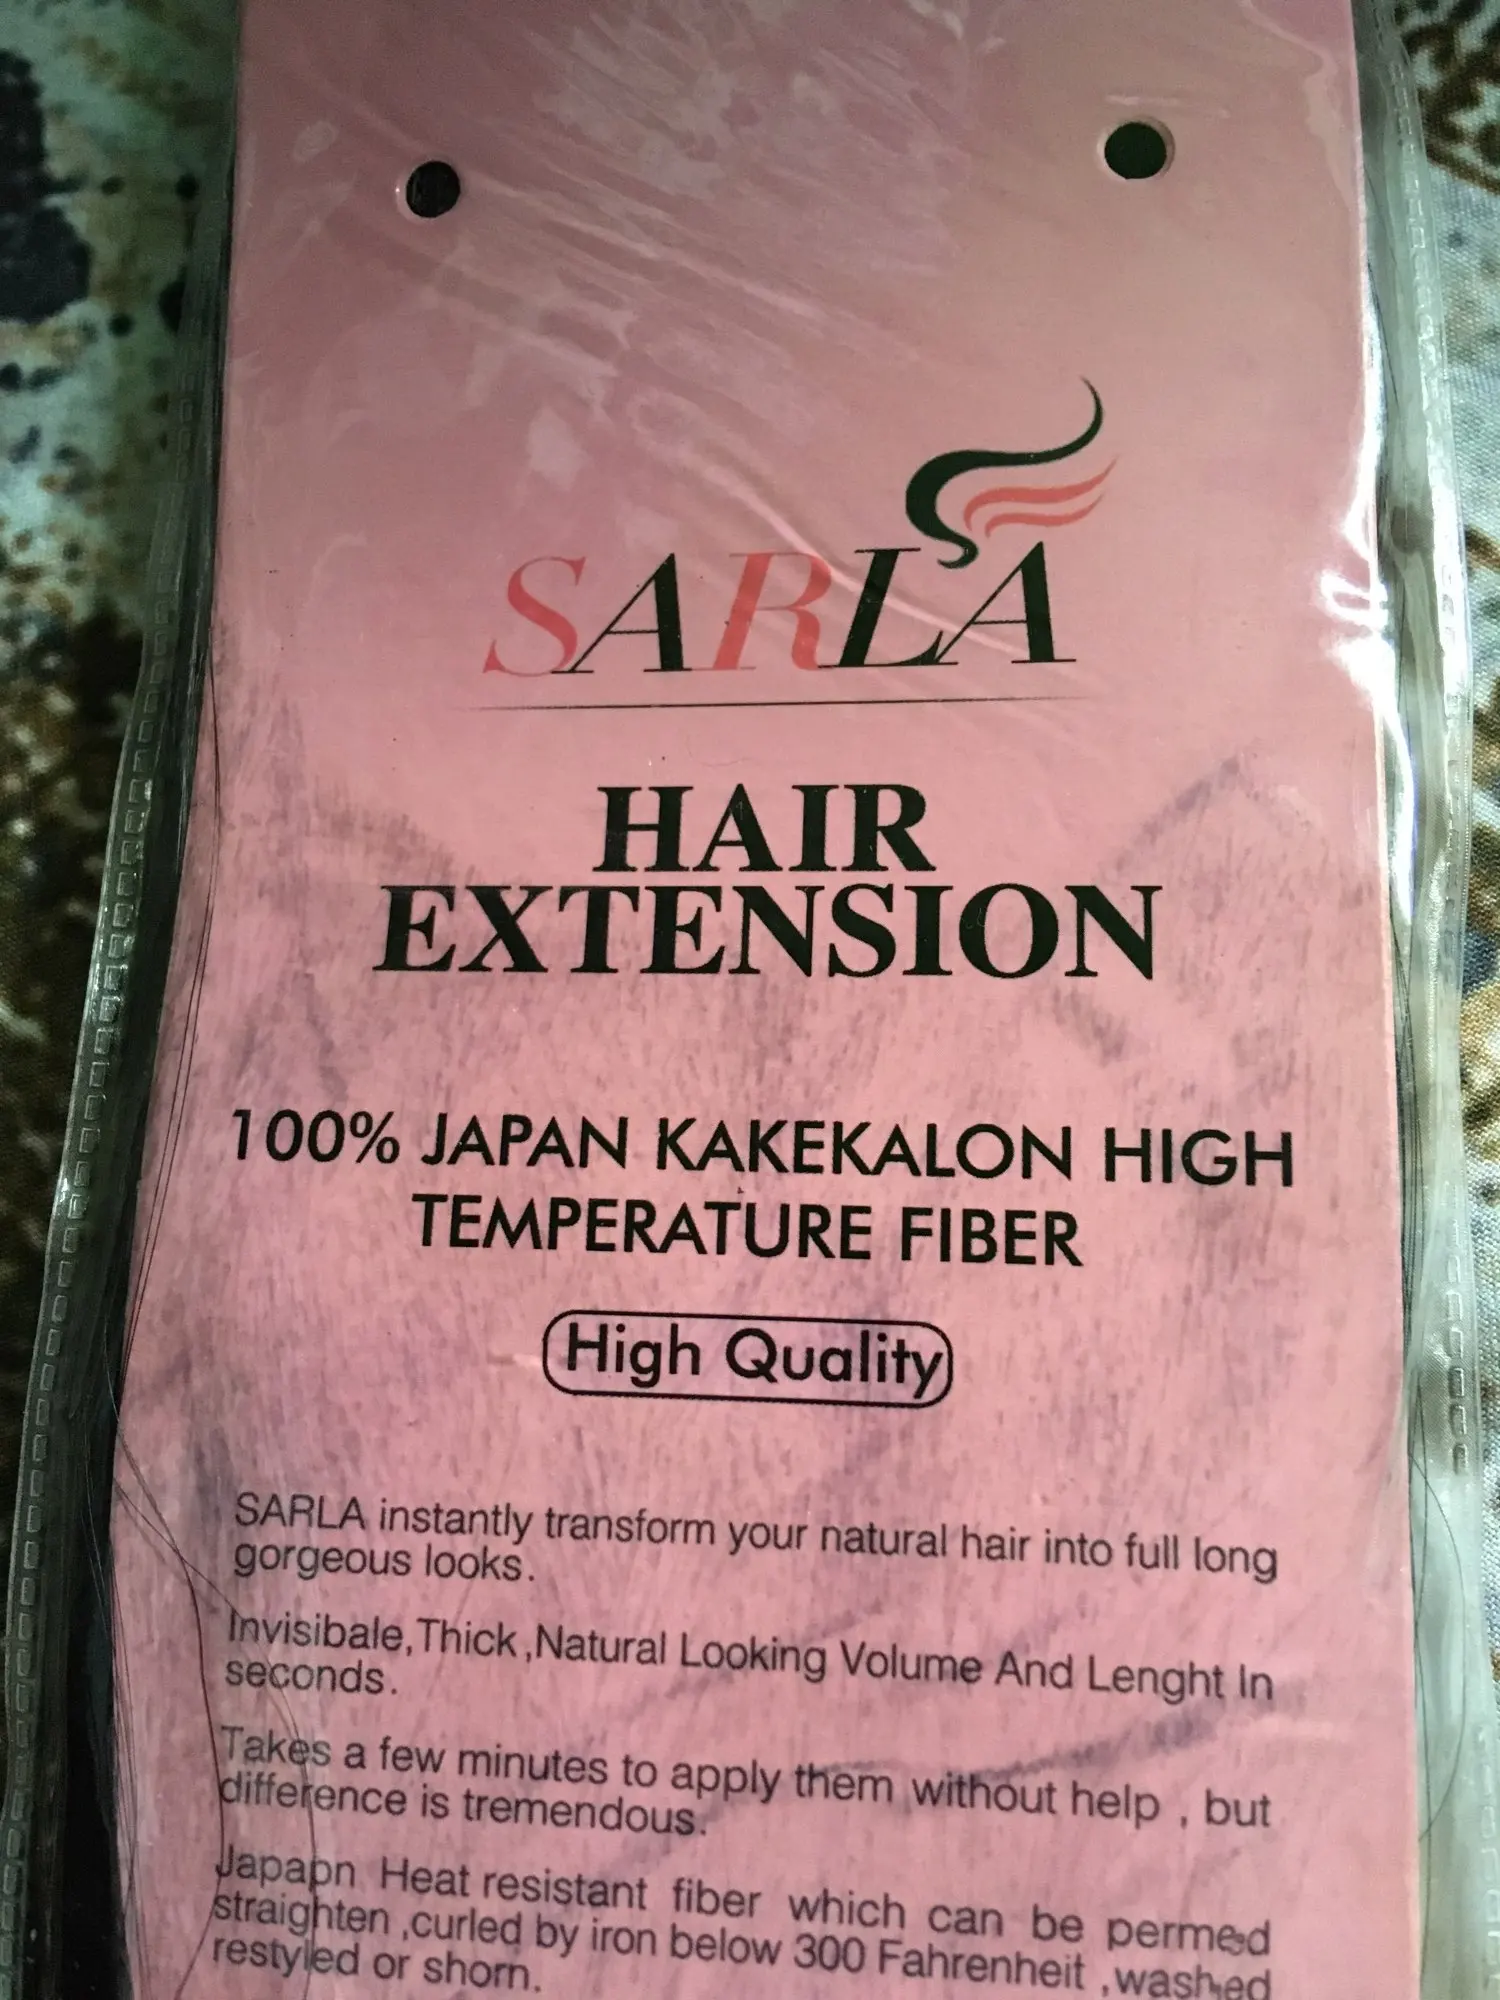 SARLA
HAIR
EXTENSION
100% JAPAN KAKEKALON HIGH
TEMPERATURE FIBER
High Quality
SARLA instantly transform your natural hair into full long
gorgeous looks.
Invisibale,Thick,Natural Looking Volume And Lenght In
seconds.
Takes a few minutes to apply them without help , but
difference is tremendous.
Japapn Heat resistant fiber which can be permed
straighten ,curled by iron below 300 Fahrenheit ,washed
restyled or shorn.